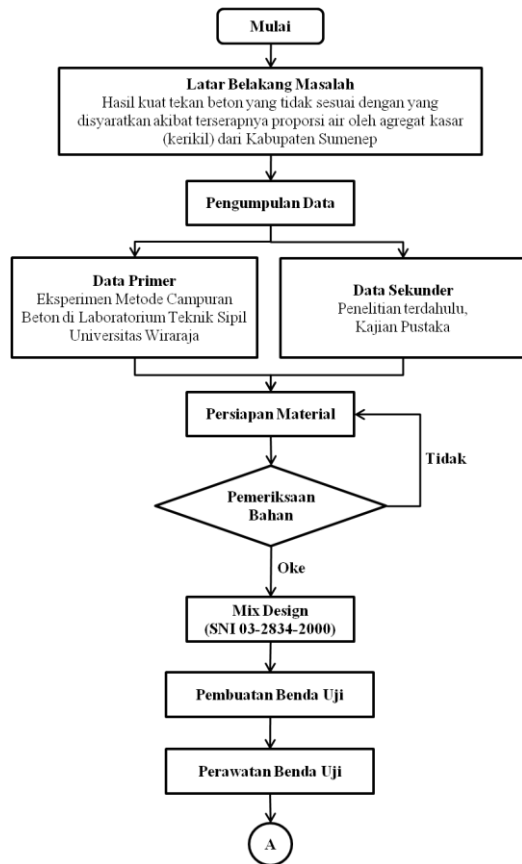 Mulai
Latar Belakang Masalah
Hasil kuat tekan beton yang tidak sesuai dengan yang
disyaratkan akibat terserapnya proporsi air oleh agregat kasar
(kerikil) dari Kabupaten Sumenep
Pengumpulan Data
Data Primer
Eksperimen Metode Campuran
Beton di Laboratorium Teknik Sipil
Universitas Wiraraja
Data Sekunder
Penelitian terdahulu,
Kajian Pustaka
Persiapan Material
Tidak
Pemeriksaan
Bahan
Oke
Mix Design
(SNI 03-2834-2000)
Pembuatan Benda Uji
Perawatan Benda Uji
A